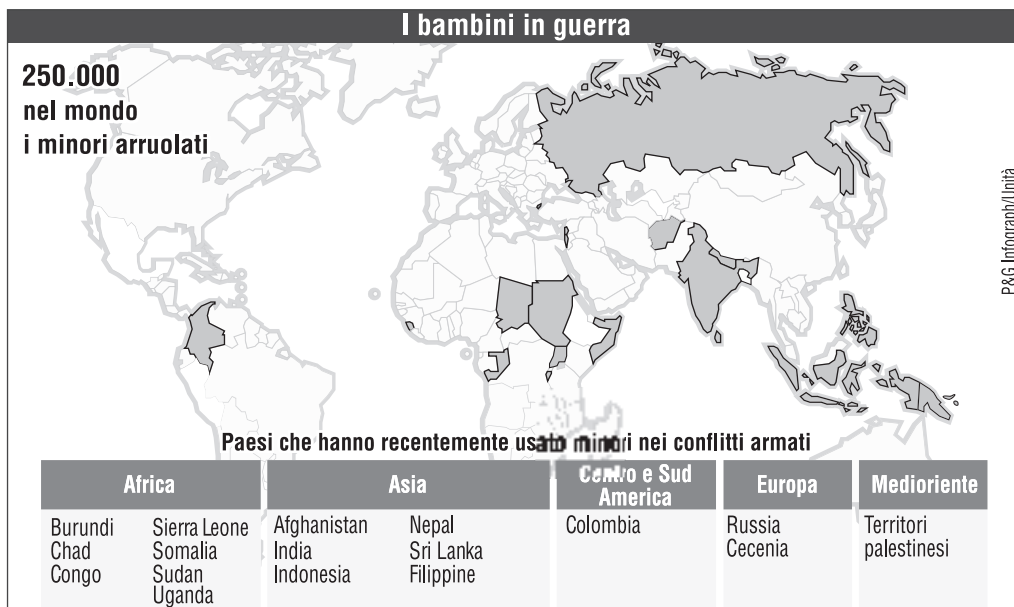 I bambini in guerra
250.000
nel mondo
i minori arruolati
P&G Infograph/Unità
Paesi che hanno recentemente usato minori nei conflitti armati
Africa
Burundi
Chad
Congo
Sierra Leone
Somalia
Sudan
Uganda
Asia
Afghanistan
India
Indonesia
Nepal
Sri Lanka
Filippine
Centro e Sud
America
Colombia
Europa
Russia
Cecenia
Medioriente
Territori
palestinesi